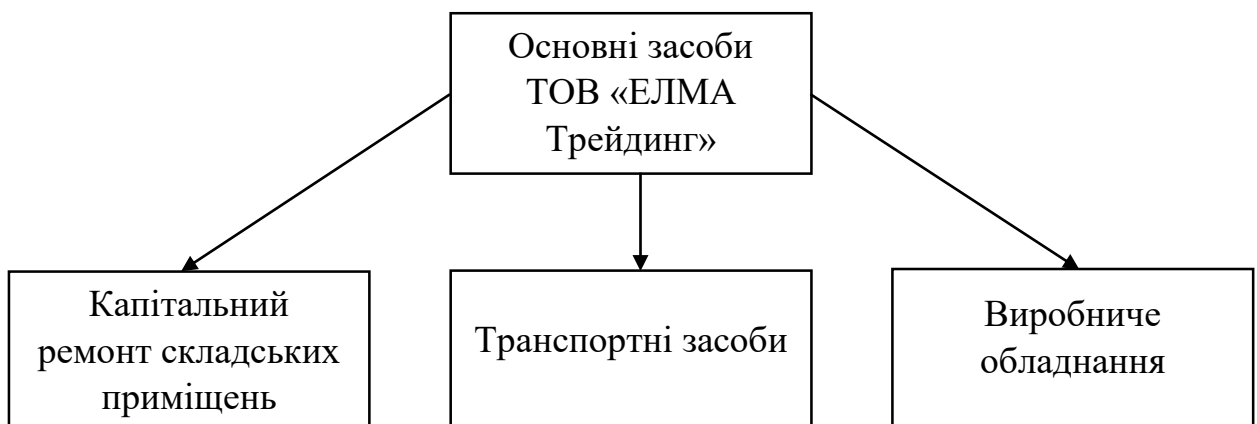 Основні засоби
ТОВ «ЕЛМА
Трейдинг»
Капітальний
ремонт складських
приміщень
Транспортні засоби
Виробниче
обладнання